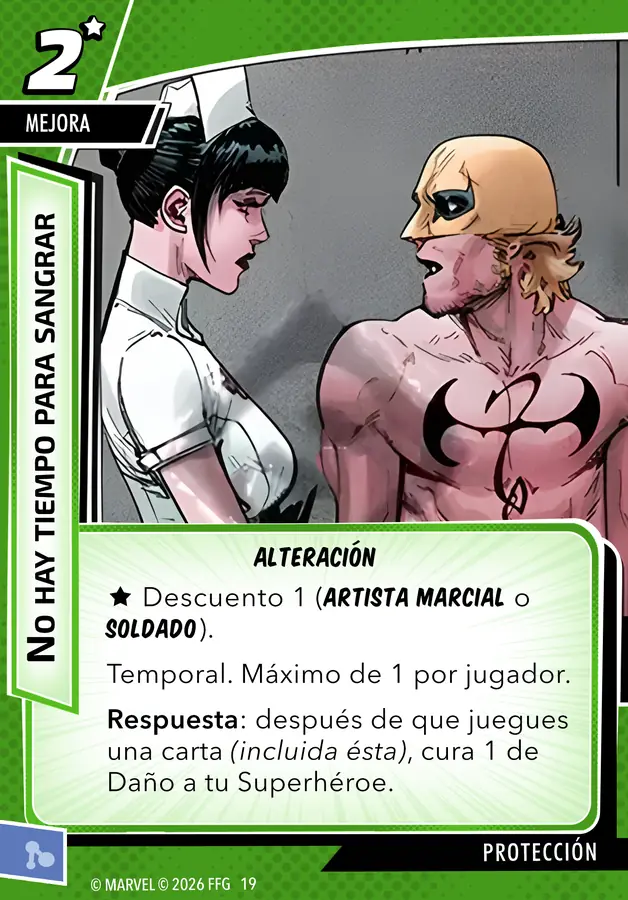 2★
MEJORA
NO HAY TIEMPO PARA SANGRAR
ALTERACIÓN
★ Descuento 1 (ARTISTA MARCIAL o
SOLDADO).
Temporal. Máximo de 1 por jugador.
Respuesta: después de que juegues
una carta (incluida ésta), cura 1 de
Daño a tu Superhéroe.
PROTECCIÓN
© MARVEL © 2026 FFG 19